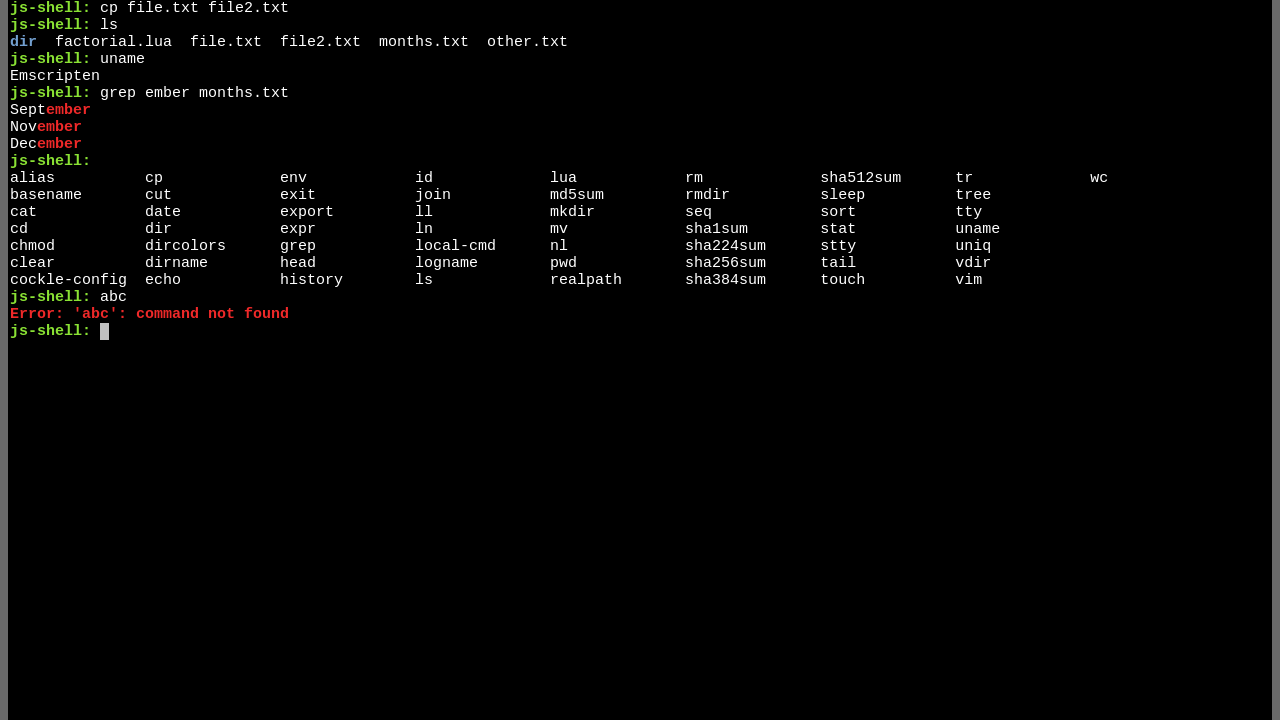 js-shell: cp file.txt file2.txt
js-shell: ls
dir  factorial.lua  file.txt  file2.txt  months.txt  other.txt
js-shell: uname
Emscripten
js-shell: grep ember months.txt
September
November
December
js-shell:
alias          cp             env            id             lua            rm             sha512sum      tr             wc
basename       cut            exit           join           md5sum         rmdir          sleep          tree
cat            date           export         ll             mkdir          seq            sort           tty
cd             dir            expr           ln             mv             sha1sum        stat           uname
chmod          dircolors      grep           local-cmd      nl             sha224sum      stty           uniq
clear          dirname        head           logname        pwd            sha256sum      tail           vdir
cockle-config  echo           history        ls             realpath       sha384sum      touch          vim
js-shell: abc
Error: 'abc': command not found
js-shell: